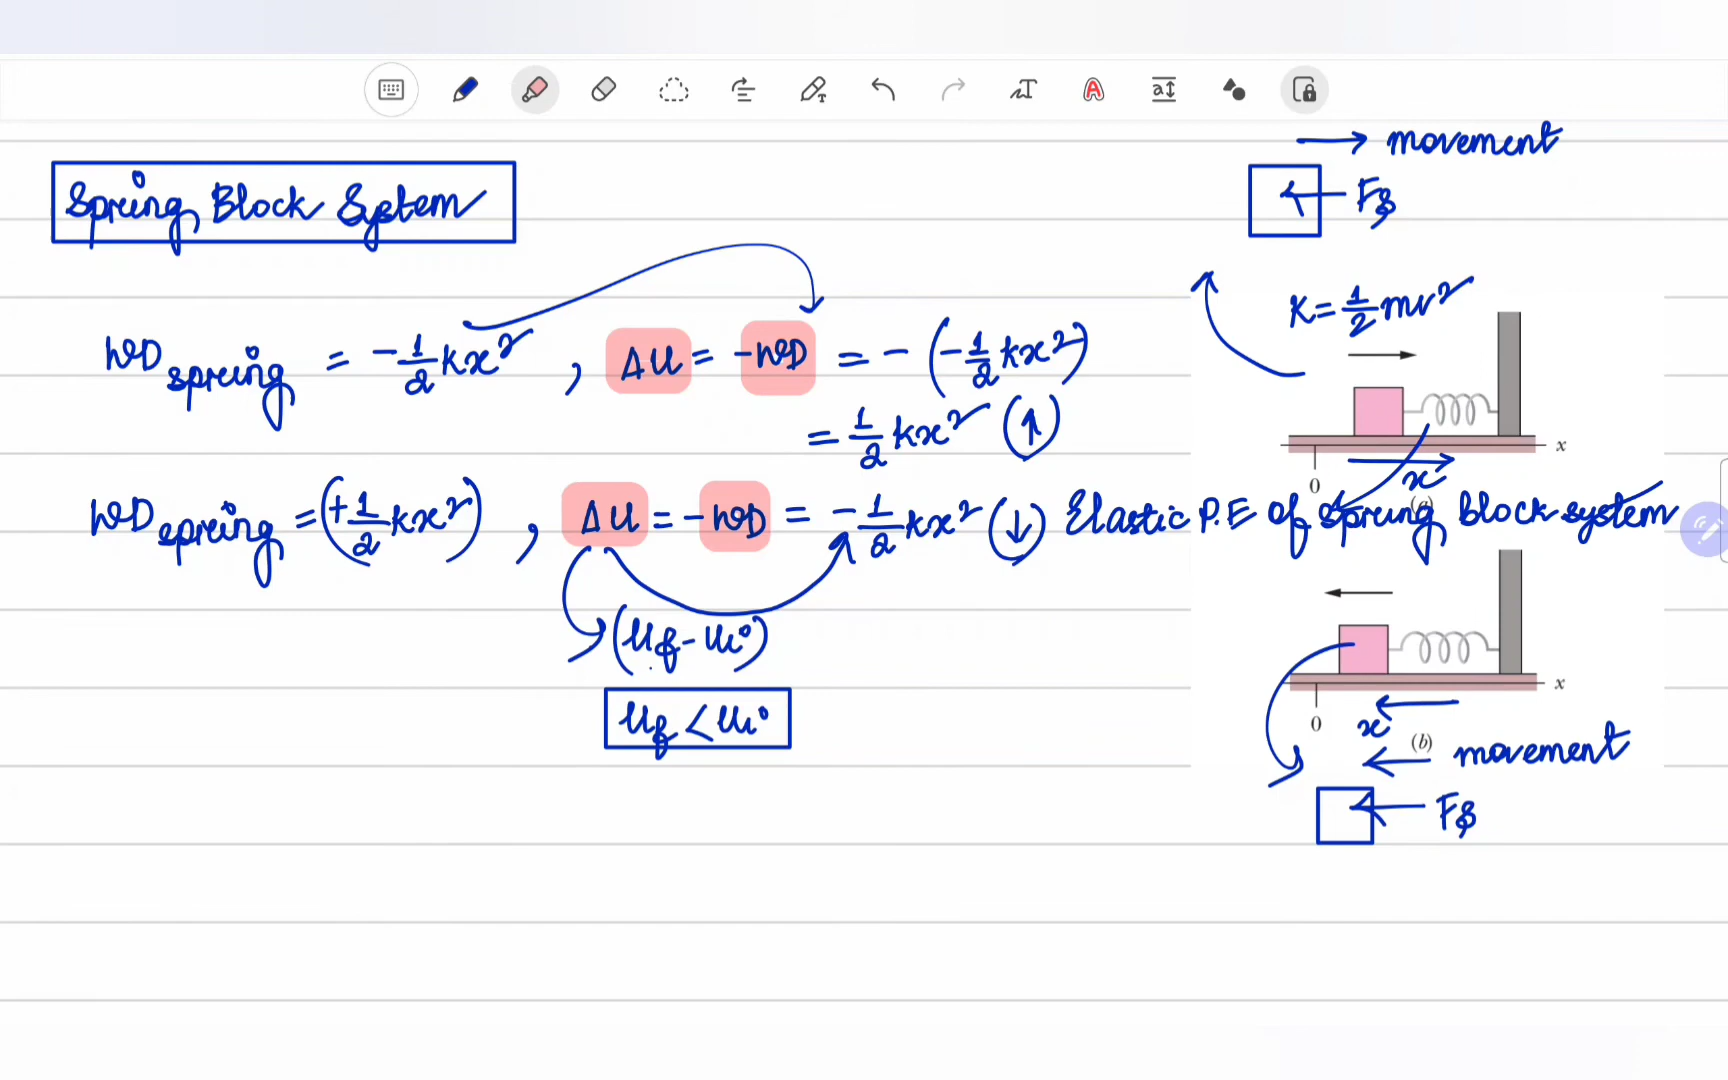 → movement
Spring Block System
← Fs
K = 1/2 mv²
WD spring = -1/2 kx² , ΔU = -WD = -(-1/2 kx²)
= 1/2 kx² (↑)
x
x
0
WD spring = (+1/2 kx²) , ΔU = -WD = -1/2 kx² (↓) Elastic P.E of spring Block system
(Uf - Ui)
x
Uf < Ui
0
x
(b)
← movement
← Fs